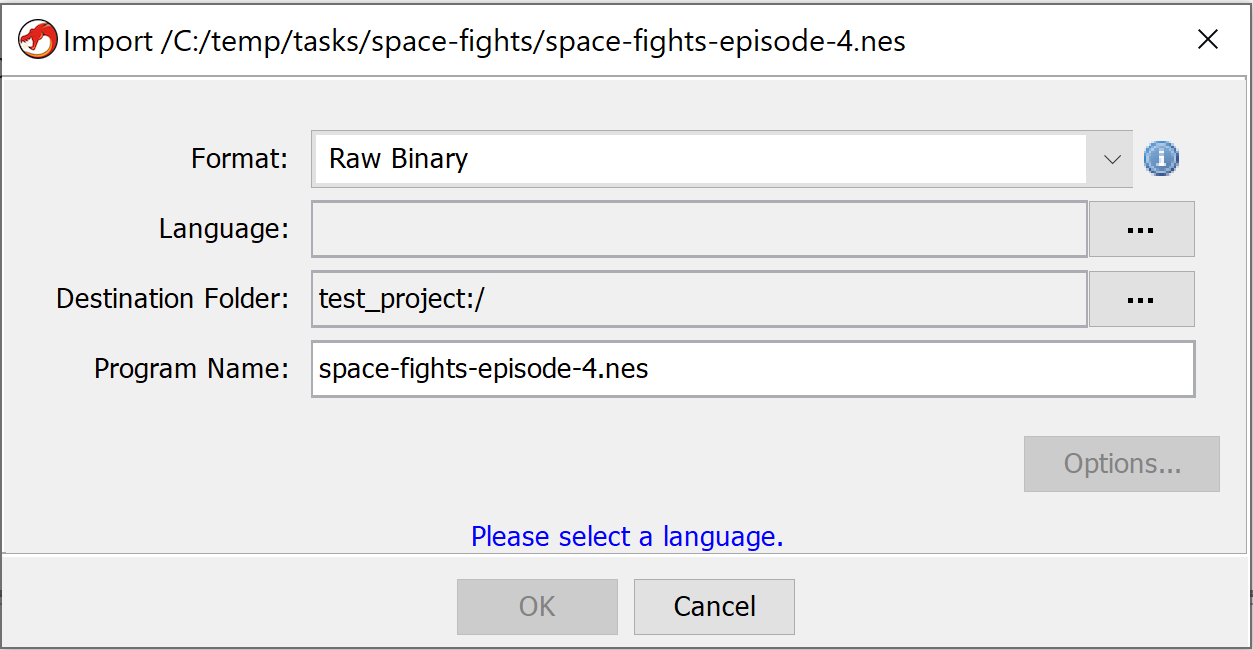 Import /C:/temp/tasks/space-fights/space-fights-episode-4.nes
Format: Raw Binary
Language: ...
Destination Folder: test_project:/ ...
Program Name: space-fights-episode-4.nes
Options...
Please select a language.
OK Cancel